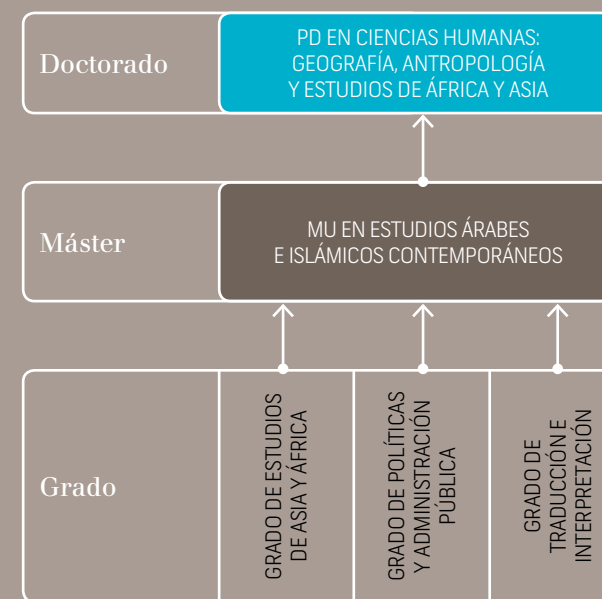 Doctorado
PD EN CIENCIAS HUMANAS:
GEOGRAFÍA, ANTROPOLOGÍA
Y ESTUDIOS DE ÁFRICA Y ASIA
Máster
MU EN ESTUDIOS ÁRABES
E ISLÁMICOS CONTEMPORÁNEOS
Grado
GRADO DE ESTUDIOS
DE ASIA Y ÁFRICA
GRADO DE POLÍTICAS
Y ADMINISTRACIÓN
PÚBLICA
GRADO DE
TRADUCCIÓN E
INTERPRETACIÓN